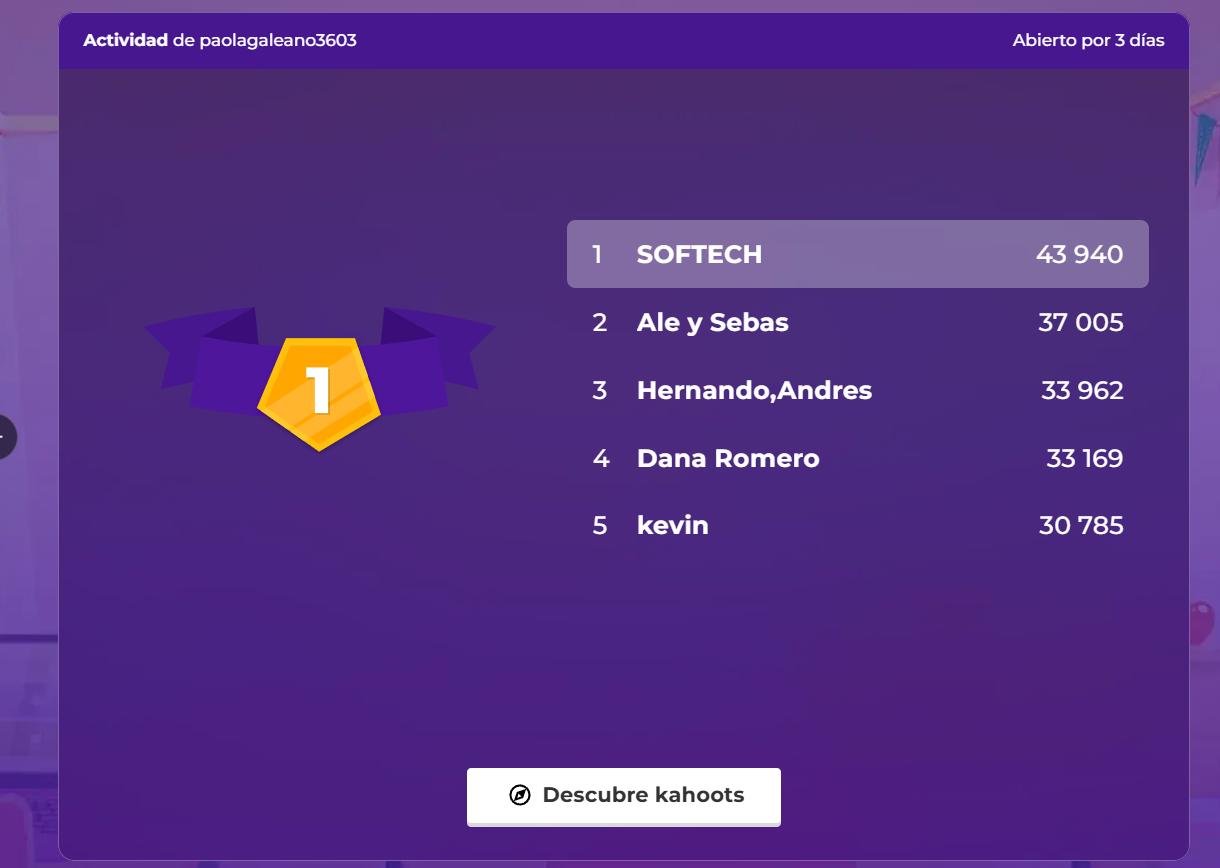 Actividad de paolagaleano3603
Abierto por 3 días
1 SOFTECH 43 940
2 Ale y Sebas 37 005
1
3 Hernando,Andres 33 962
4 Dana Romero 33 169
5 kevin 30 785
Descubre kahoots